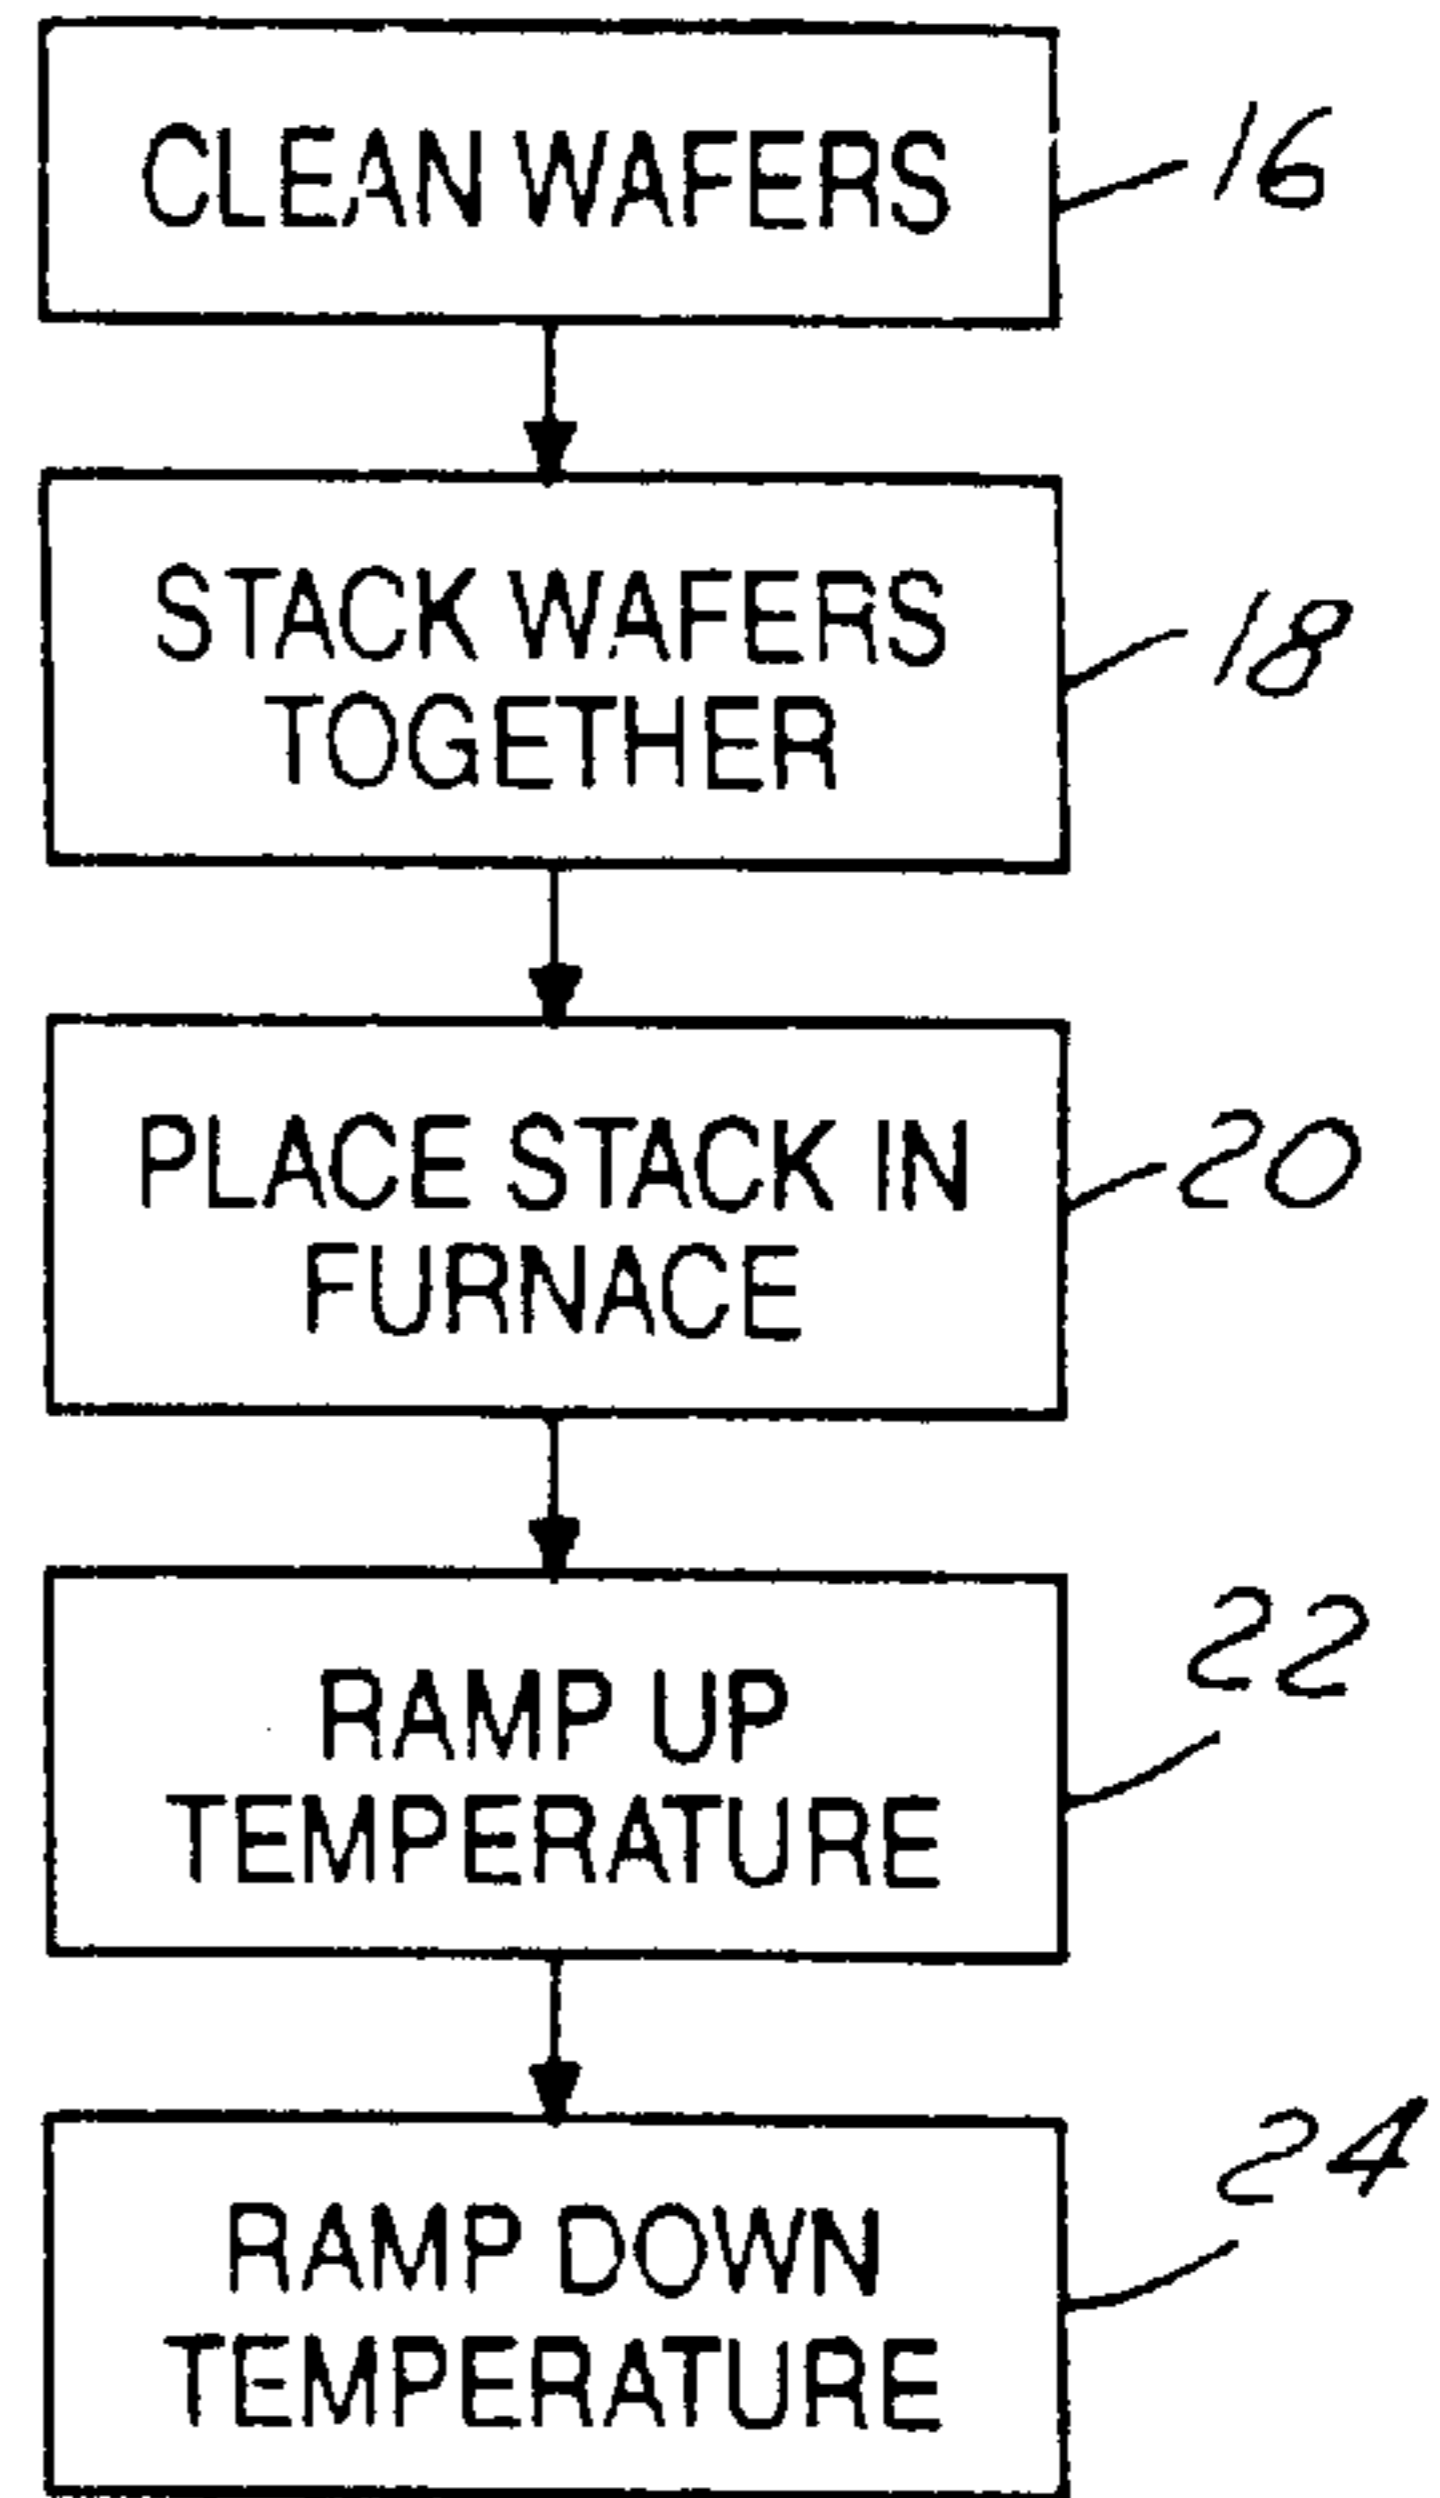 CLEAN WAFERS
16
STACK WAFERS
TOGETHER
18
PLACE STACK IN
FURNACE
20
RAMP UP
TEMPERATURE
22
RAMP DOWN
TEMPERATURE
24